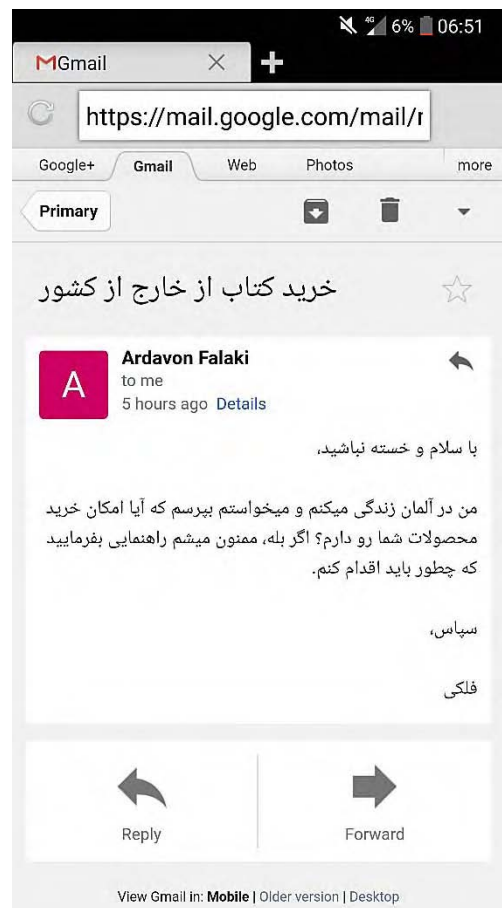 4G 6% 06:51
MGmail
https://mail.google.com/mail/r
Google+ Gmail Web Photos more
Primary
خرید کتاب از خارج از کشور
A
Ardavon Falaki
to me
5 hours ago Details
با سلام و خسته نباشید،
من در آلمان زندگی میکنم و میخواستم بپرسم که آیا امکان خرید
محصولات شما رو دارم؟ اگر بله، ممنون میشم راهنمایی بفرمایید
که چطور باید اقدام کنم.
سپاس،
فلکی
Reply Forward
View Gmail in: Mobile | Older version | Desktop